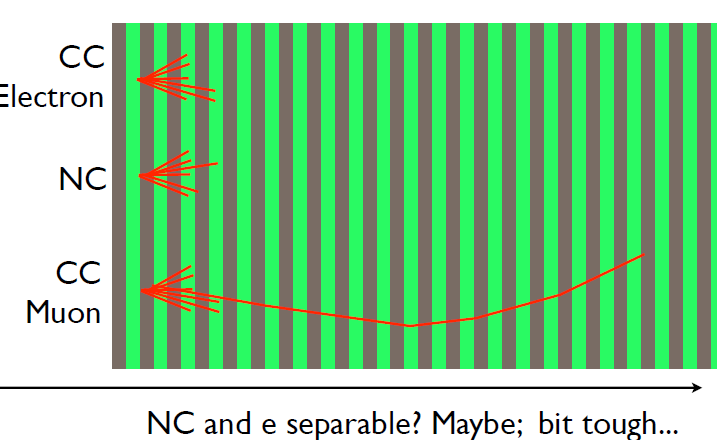 CC
Electron
NC
CC
Muon
NC and e separable? Maybe; bit tough...